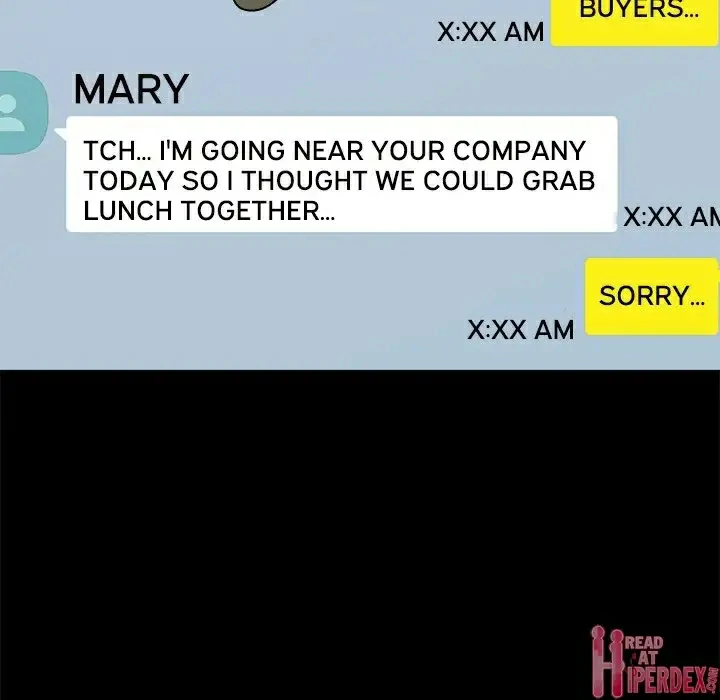 BUYERS...
X:XX AM
MARY
TCH... I'M GOING NEAR YOUR COMPANY
TODAY SO I THOUGHT WE COULD GRAB
LUNCH TOGETHER...
X:XX AM
SORRY...
X:XX AM
READ
AT
HIPERDEX.COM